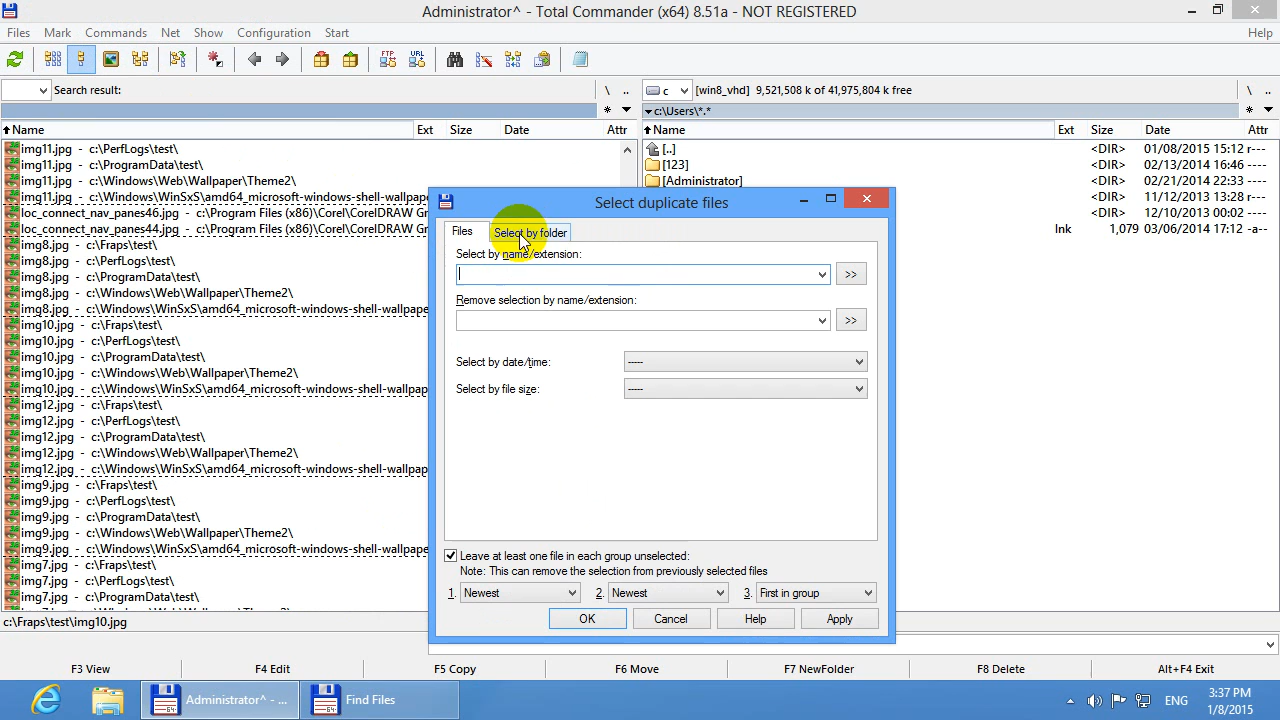 Administrator^ - Total Commander (x64) 8.51a - NOT REGISTERED
Files Mark Commands Net Show Configuration Start Help
FTP URL
Search result: \ ..
c [win8_vhd] 9,521,508 k of 41,975,804 k free \ ..
* c:\Users\*.* *
Name Ext Size Date Attr
Name Ext Size Date Attr
img11.jpg - c:\PerfLogs\test\
img11.jpg - c:\ProgramData\test\
img11.jpg - c:\Windows\Web\Wallpaper\Theme2\
img11.jpg - c:\Windows\WinSxS\amd64_microsoft-windows-shell-wallpape
loc_connect_nav_panes46.jpg - c:\Program Files (x86)\Corel\CorelDRAW Gr
loc_connect_nav_panes44.jpg - c:\Program Files (x86)\Corel\CorelDRAW Gr
img8.jpg - c:\Fraps\test\
img8.jpg - c:\PerfLogs\test\
img8.jpg - c:\ProgramData\test\
img8.jpg - c:\Windows\Web\Wallpaper\Theme2\
img8.jpg - c:\Windows\WinSxS\amd64_microsoft-windows-shell-wallpape
img10.jpg - c:\Fraps\test\
img10.jpg - c:\PerfLogs\test\
img10.jpg - c:\ProgramData\test\
img10.jpg - c:\Windows\Web\Wallpaper\Theme2\
img10.jpg - c:\Windows\WinSxS\amd64_microsoft-windows-shell-wallpap
img12.jpg - c:\Fraps\test\
img12.jpg - c:\PerfLogs\test\
img12.jpg - c:\ProgramData\test\
img12.jpg - c:\Windows\Web\Wallpaper\Theme2\
img12.jpg - c:\Windows\WinSxS\amd64_microsoft-windows-shell-wallpap
img9.jpg - c:\Fraps\test\
img9.jpg - c:\PerfLogs\test\
img9.jpg - c:\ProgramData\test\
img9.jpg - c:\Windows\Web\Wallpaper\Theme2\
img9.jpg - c:\Windows\WinSxS\amd64_microsoft-windows-shell-wallpape
img7.jpg - c:\Fraps\test\
img7.jpg - c:\PerfLogs\test\
img7.jpg - c:\ProgramData\test\
[..] <DIR> 01/08/2015 15:12 r---
[123] <DIR> 02/13/2014 16:46 ----
[Administrator] <DIR> 02/21/2014 22:33 ----
<DIR> 11/12/2013 13:28 r---
<DIR> 12/10/2013 00:02 ----
lnk 1,079 03/06/2014 17:12 -a--
Select duplicate files
Files Select by folder
Select by name/extension:
>>
Remove selection by name/extension:
>>
Select by date/time: -----
Select by file size: -----
Leave at least one file in each group unselected:
Note: This can remove the selection from previously selected files
1. Newest 2. Newest 3. First in group
OK Cancel Help Apply
c:\Fraps\test\img10.jpg
F3 View F4 Edit F5 Copy F6 Move F7 NewFolder F8 Delete Alt+F4 Exit
Administrator^ - ... Find Files ENG 3:37 PM
1/8/2015